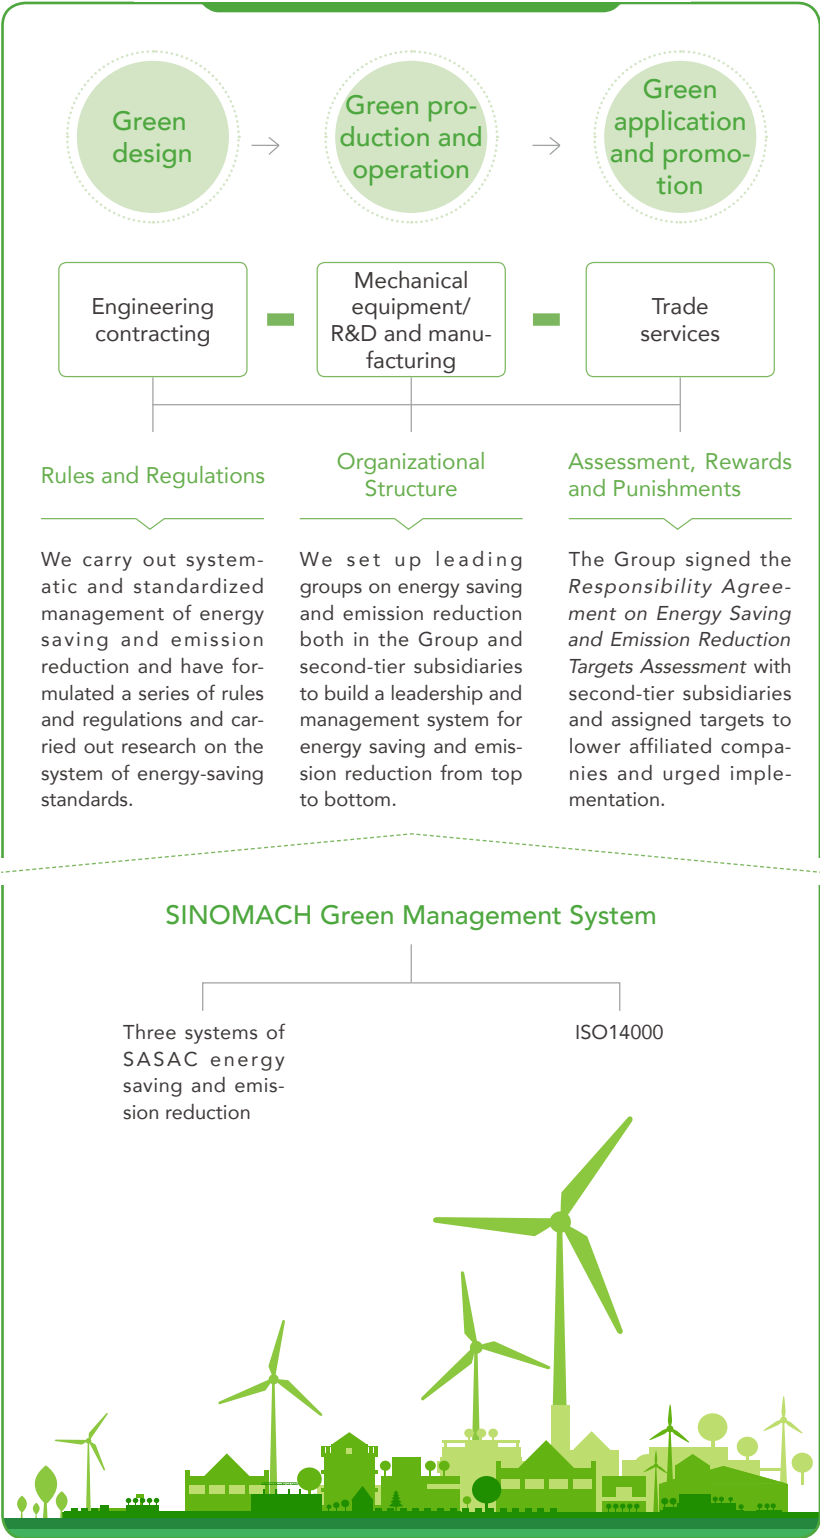 Green
design
Green pro-
duction and
operation
Green
application
and promo-
tion
Engineering
contracting
Mechanical
equipment/
R&D and manu-
facturing
Trade
services
Rules and Regulations
We carry out system-
atic and standardized
management of energy
saving and emission
reduction and have for-
mulated a series of rules
and regulations and car-
ried out research on the
system of energy-saving
standards.
Organizational
Structure
We set up leading
groups on energy saving
and emission reduction
both in the Group and
second-tier subsidiaries
to build a leadership and
management system for
energy saving and emis-
sion reduction from top
to bottom.
Assessment, Rewards
and Punishments
The Group signed the
Responsibility Agree-
ment on Energy Saving
and Emission Reduction
Targets Assessment with
second-tier subsidiaries
and assigned targets to
lower affiliated compa-
nies and urged imple-
mentation.
SINOMACH Green Management System
Three systems of
SASAC energy
saving and emis-
sion reduction
ISO14000